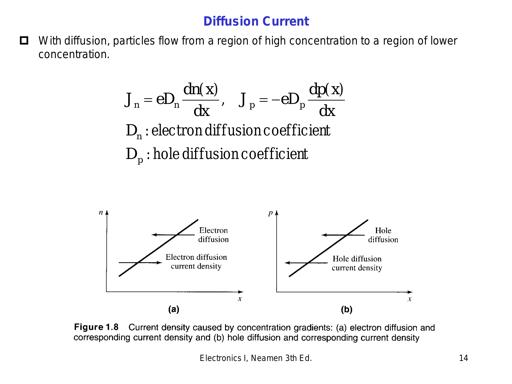 Diffusion Current
With diffusion, particles flow from a region of high concentration to a region of lower
concentration.
J_n = eD_n dn(x)/dx, J_p = -eD_p dp(x)/dx
D_n : electron diffusion coefficient
D_p : hole diffusion coefficient
n
Electron
diffusion
Electron diffusion
current density
x
(a)
p
Hole
diffusion
Hole diffusion
current density
x
(b)
Figure 1.8 Current density caused by concentration gradients: (a) electron diffusion and
corresponding current density and (b) hole diffusion and corresponding current density
Electronics I, Neamen 3th Ed.
14